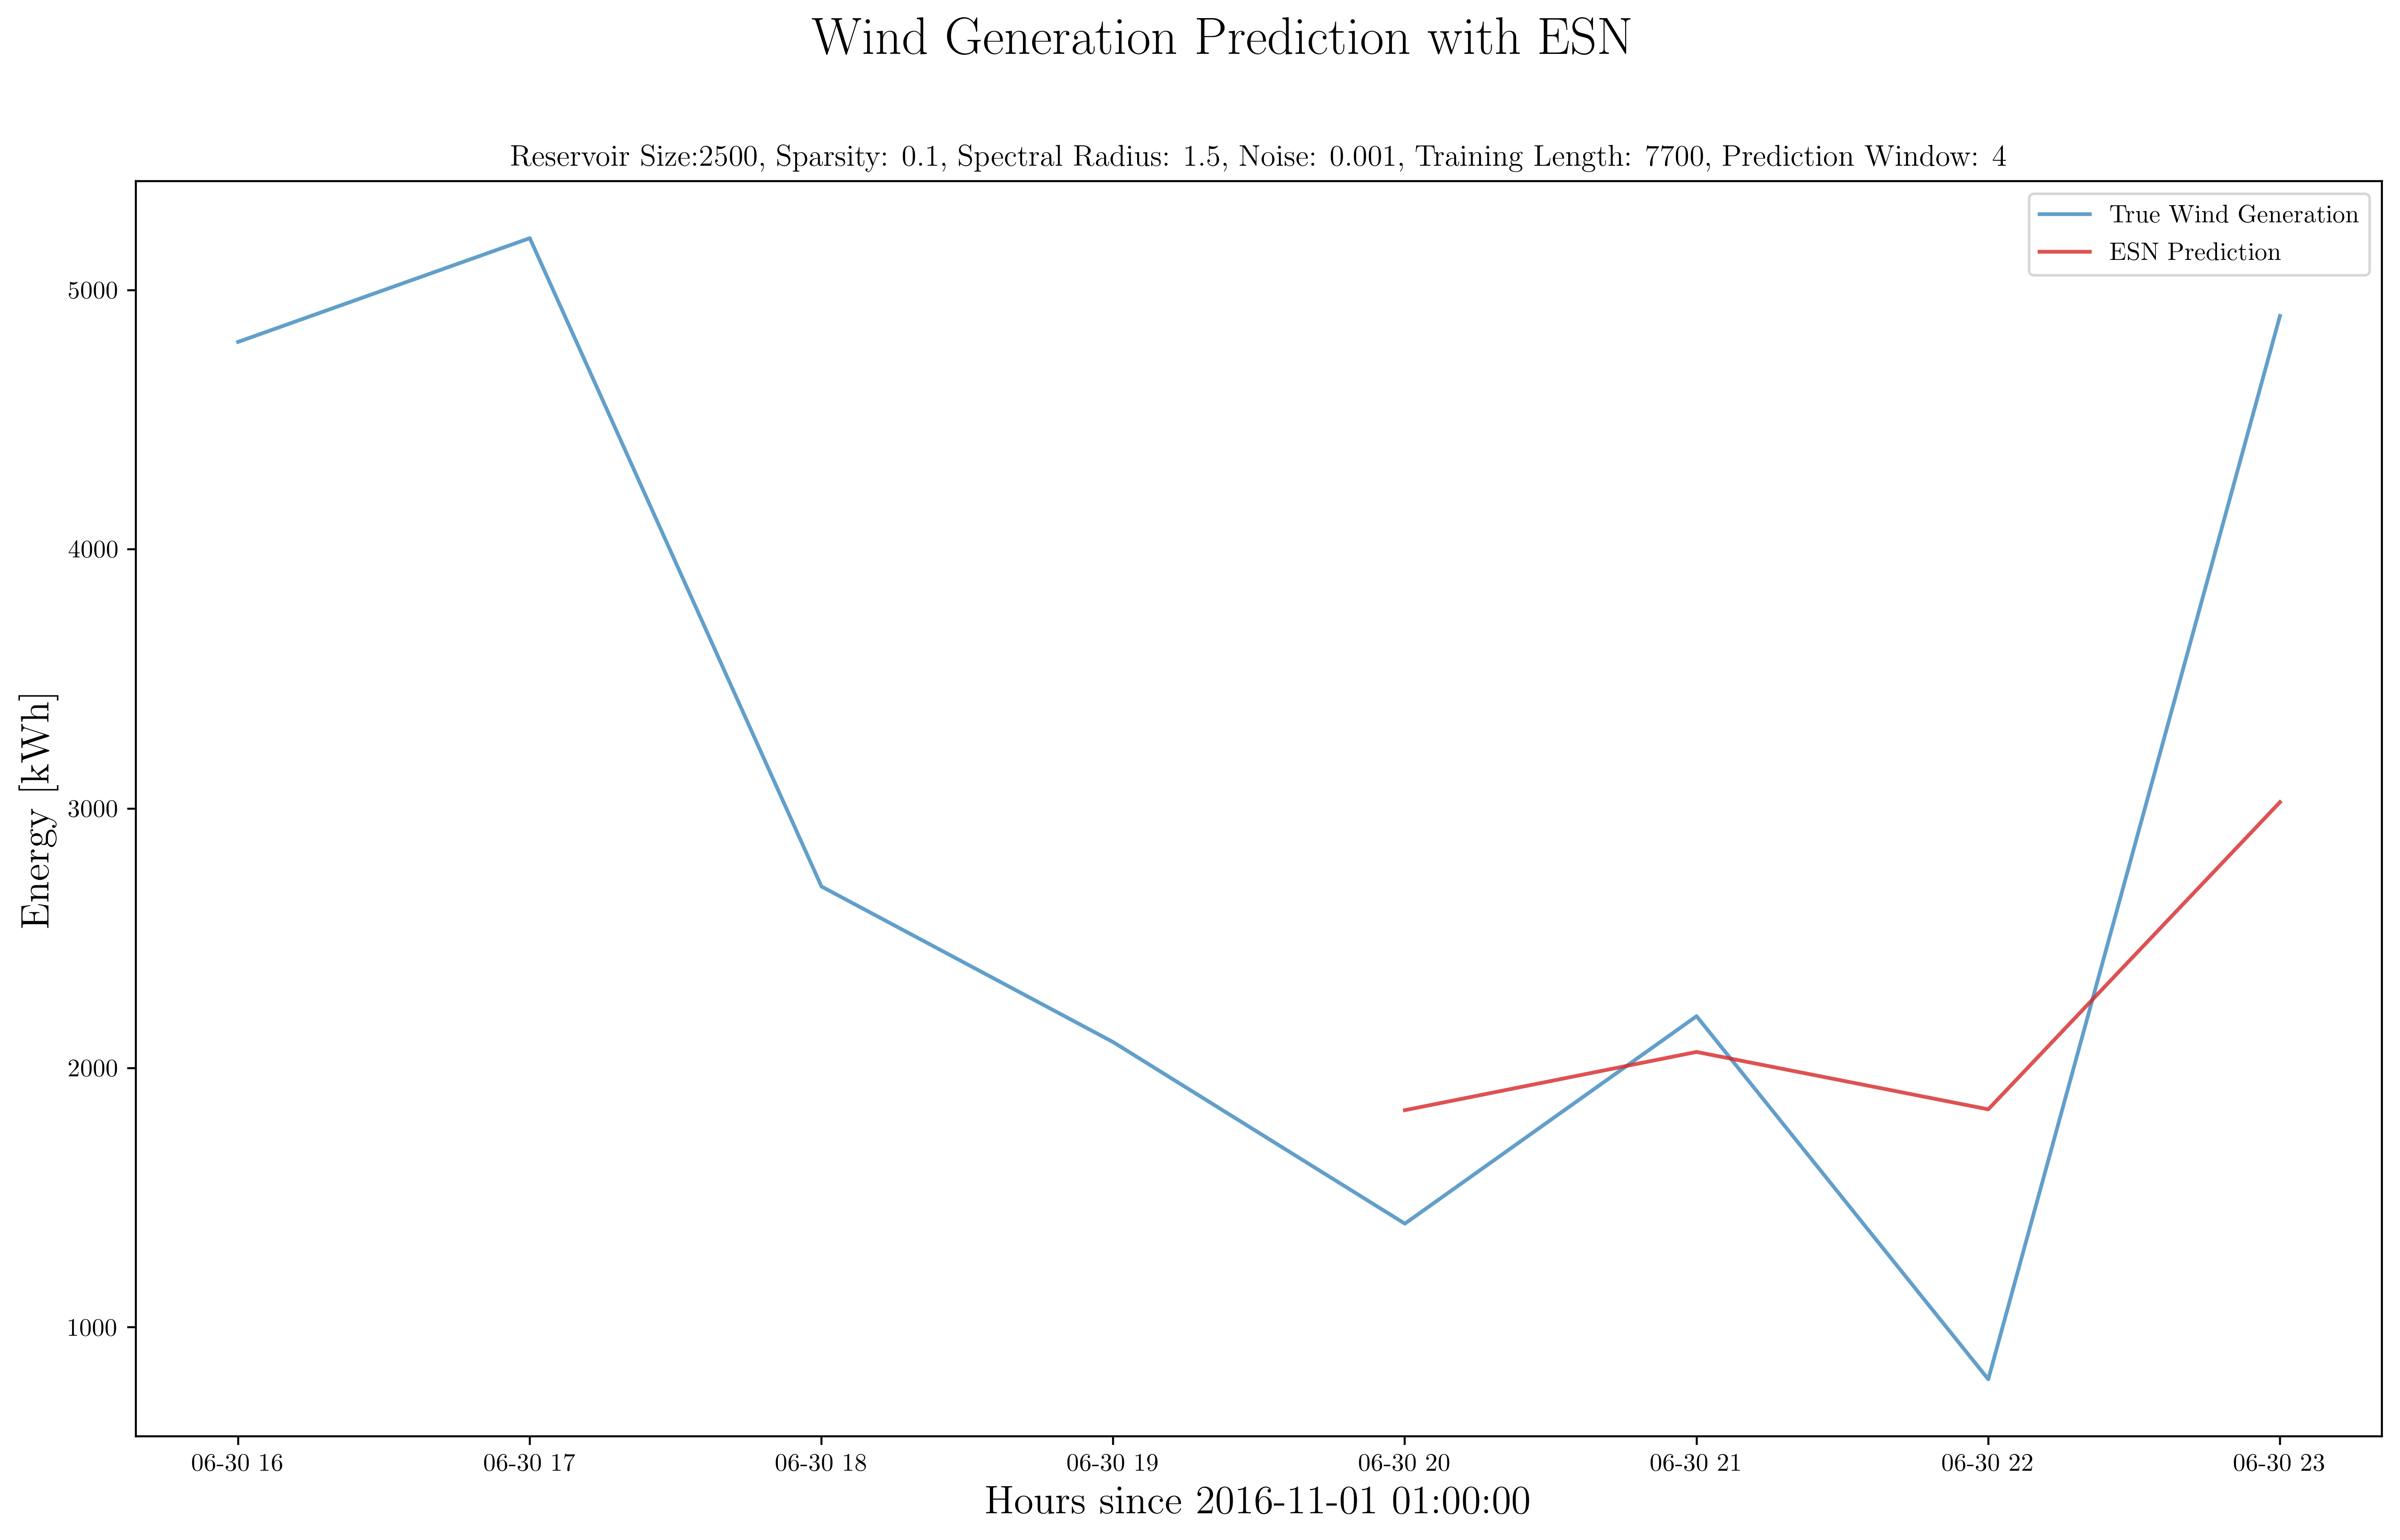 Wind Generation Prediction with ESN
Reservoir Size:2500, Sparsity: 0.1, Spectral Radius: 1.5, Noise: 0.001, Training Length: 7700, Prediction Window: 4
True Wind Generation
ESN Prediction
5000
4000
3000
2000
1000
Energy [kWh]
06-30 16 06-30 17 06-30 18 06-30 19 06-30 20 06-30 21 06-30 22 06-30 23
Hours since 2016-11-01 01:00:00